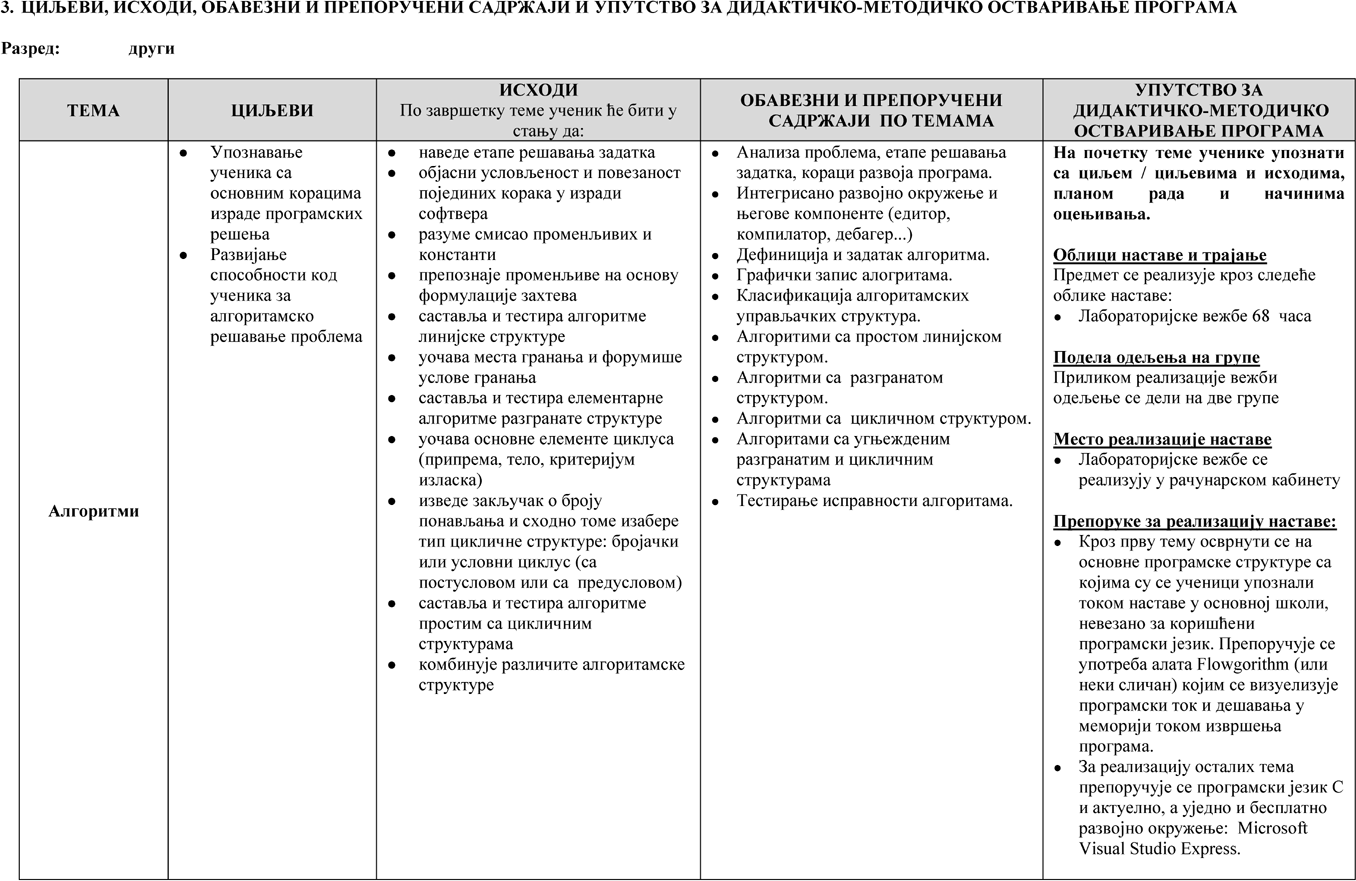 3. ЦИЉЕВИ, ИСХОДИ, ОБАВЕЗНИ И ПРЕПОРУЧЕНИ САДРЖАЈИ И УПУТСТВО ЗА ДИДАКТИЧКО-МЕТОДИЧКО ОСТВАРИВАЊЕ ПРОГРАМА
Разред: други
ТЕМА
ЦИЉЕВИ
ИСХОДИ
По завршетку теме ученик ће бити у
стању да:
ОБАВЕЗНИ И ПРЕПОРУЧЕНИ
САДРЖАЈИ ПО ТЕМАМА
УПУТСТВО ЗА
ДИДАКТИЧКО-МЕТОДИЧКО
ОСТВАРИВАЊЕ ПРОГРАМА
Алгоритми
● Упознавање
ученика са
основним корацима
израде програмских
решења
● Развијање
способности код
ученика за
алгоритамско
решавање проблема
● наведе етапе решавања задатка
● објасни условљеност и повезаност
појединих корака у изради
софтвера
● разуме смисао променљивих и
константи
● препознаје променљиве на основу
формулације захтева
● саставља и тестира алгоритме
линијске структуре
● уочава места гранања и форумише
услове гранања
● саставља и тестира елементарне
алгоритме разгранате структуре
● уочава основне елементе циклуса
(припрема, тело, критеријум
изласка)
● изведе закључак о броју
понављања и сходно томе изабере
тип цикличне структуре: бројачки
или условни циклус (са
постусловом или са предусловом)
● саставља и тестира алгоритме
простим са цикличним
структурама
● комбинује различите алгоритамске
структуре
● Анализа проблема, етапе решавања
задатка, кораци развоја програма.
● Интегрисано развојно окружење и
његове компоненте (едитор,
компилатор, дебагер...)
● Дефиниција и задатак алгоритма.
● Графички запис алогритама.
● Класификација алгоритамских
управљачких структура.
● Алгоритими са простом линијском
структуром.
● Алгоритми са разгранатом
структуром.
● Алгоритми са цикличном структуром.
● Алгоритами са угњежденим
разгранатим и цикличним
структурама
● Тестирање исправности алгоритама.
На почетку теме ученике упознати
са циљем / циљевима и исходима,
планом рада и начинима
оцењивања.
Облици наставе и трајање
Предмет се реализује кроз следеће
облике наставе:
● Лабораторијске вежбе 68 часа
Подела одељења на групе
Приликом реализације вежби
одељење се дели на две групе
Место реализације наставе
● Лабораторијске вежбе се
реализују у рачунарском кабинету
Препоруке за реализацију наставе:
● Кроз прву тему осврнути се на
основне програмске структуре са
којима су се ученици упознали
током наставе у основној школи,
невезано за коришћени
програмски језик. Препоручује се
употреба алата Flowgorithm (или
неки сличан) којим се визуелизује
програмски ток и дешавања у
меморији током извршења
програма.
● За реализацију осталих тема
препоручује се програмски језик C
и актуелно, а уједно и бесплатно
развојно окружење: Microsoft
Visual Studio Express.